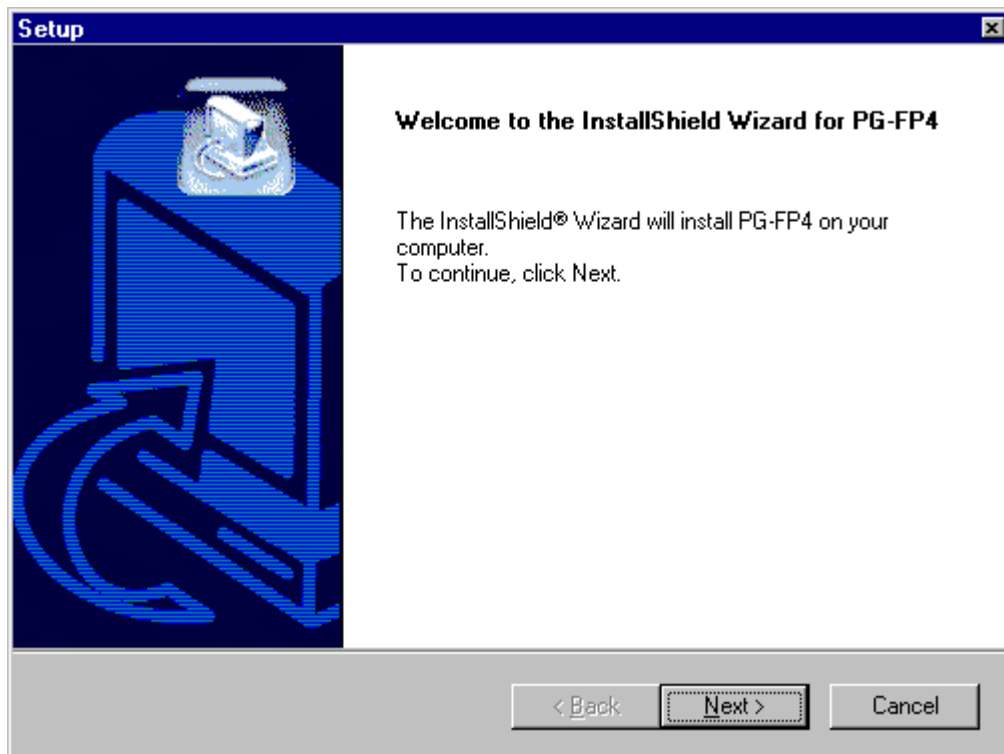 Setup
Welcome to the InstallShield Wizard for PG-FP4
The InstallShield® Wizard will install PG-FP4 on your
computer.
To continue, click Next.
< Back
Next >
Cancel